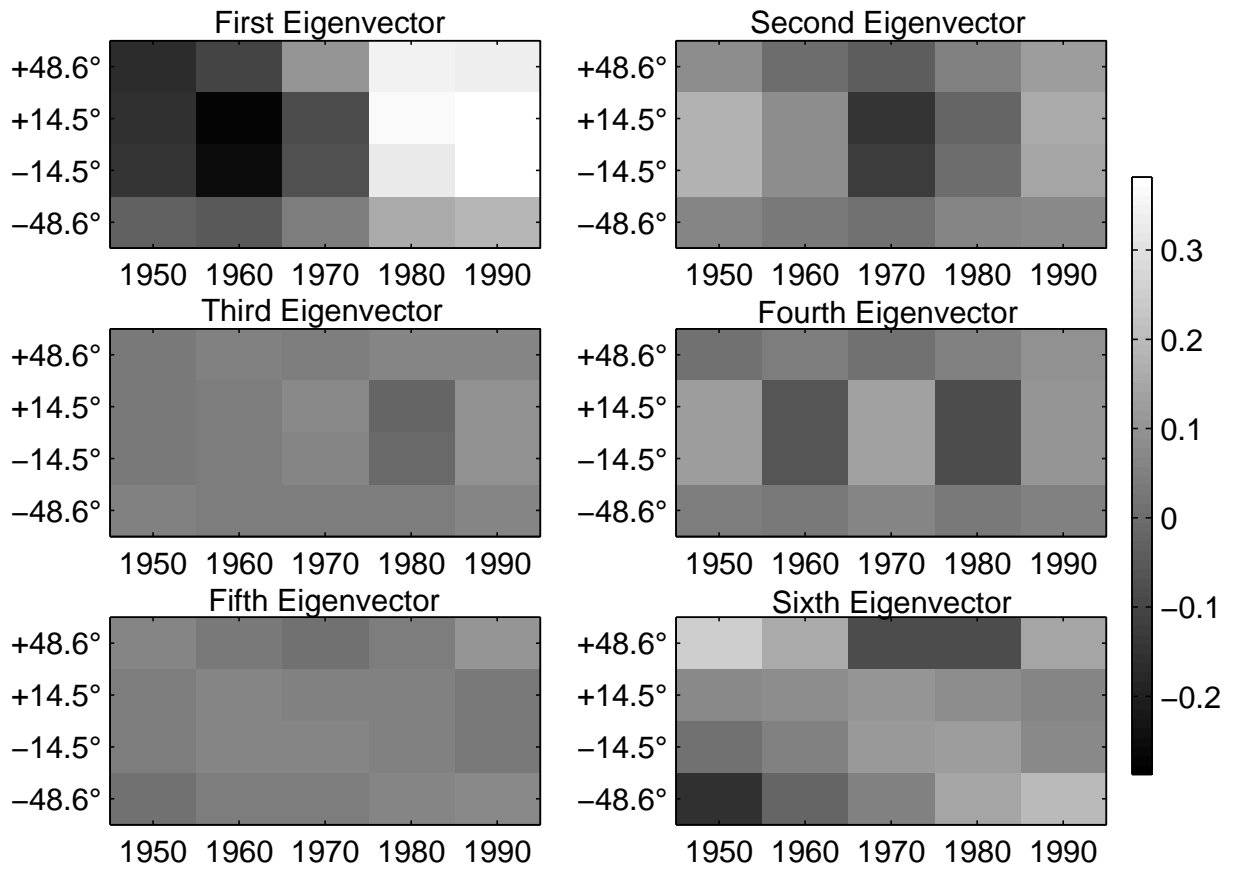 First Eigenvector
+48.6°
+14.5°
−14.5°
−48.6°
1950 1960 1970 1980 1990
Second Eigenvector
+48.6°
+14.5°
−14.5°
−48.6°
1950 1960 1970 1980 1990
Third Eigenvector
+48.6°
+14.5°
−14.5°
−48.6°
1950 1960 1970 1980 1990
Fourth Eigenvector
+48.6°
+14.5°
−14.5°
−48.6°
1950 1960 1970 1980 1990
Fifth Eigenvector
+48.6°
+14.5°
−14.5°
−48.6°
1950 1960 1970 1980 1990
Sixth Eigenvector
+48.6°
+14.5°
−14.5°
−48.6°
1950 1960 1970 1980 1990
0.3
0.2
0.1
0
−0.1
−0.2